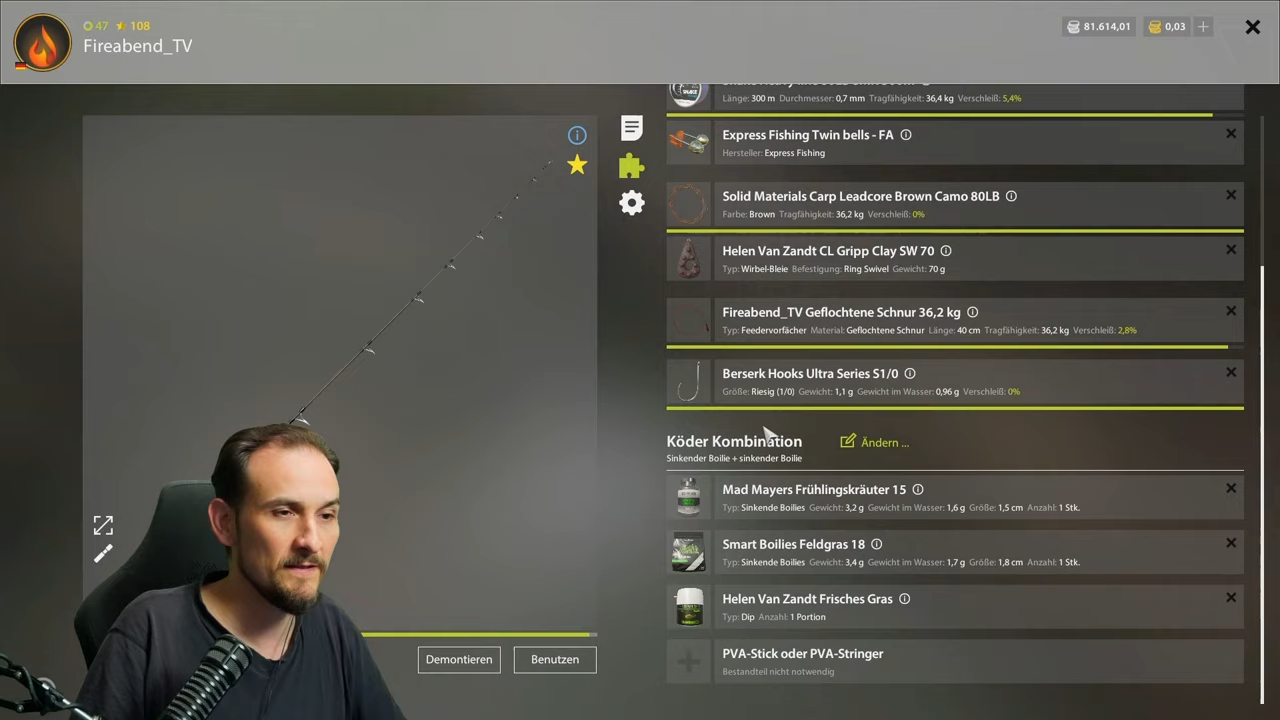 47 108
Fireabend_TV
81.614,01 0,03
Länge: 300 m Durchmesser: 0,7 mm Tragfähigkeit: 36,4 kg Verschleiß: 5,4%
Express Fishing Twin bells - FA
Hersteller: Express Fishing
Solid Materials Carp Leadcore Brown Camo 80LB
Farbe: Brown Tragfähigkeit: 36,2 kg Verschleiß: 0%
Helen Van Zandt CL Gripp Clay SW 70
Typ: Wirbel-Bleie Befestigung: Ring Swivel Gewicht: 70 g
Fireabend_TV Geflochtene Schnur 36,2 kg
Typ: Feedervorfächer Material: Geflochtene Schnur Länge: 40 cm Tragfähigkeit: 36,2 kg Verschleiß: 2,8%
Berserk Hooks Ultra Series S1/0
Größe: Riesig (1/0) Gewicht: 1,1 g Gewicht im Wasser: 0,96 g Verschleiß: 0%
Köder Kombination Ändern ...
Sinkender Boilie + sinkender Boilie
Mad Mayers Frühlingskräuter 15
Typ: Sinkende Boilies Gewicht: 3,2 g Gewicht im Wasser: 1,6 g Größe: 1,5 cm Anzahl: 1 Stk.
Smart Boilies Feldgras 18
Typ: Sinkende Boilies Gewicht: 3,4 g Gewicht im Wasser: 1,7 g Größe: 1,8 cm Anzahl: 1 Stk.
Helen Van Zandt Frisches Gras
Typ: Dip Anzahl: 1 Portion
PVA-Stick oder PVA-Stringer
Bestandteil nicht notwendig
Demontieren Benutzen